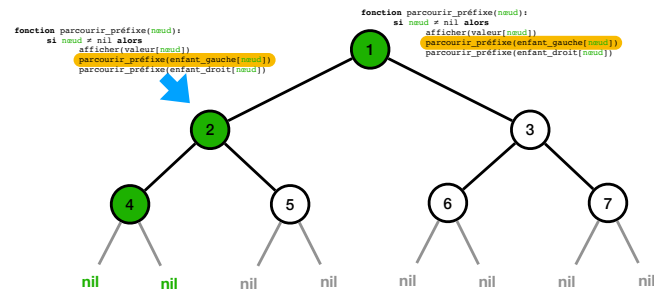 fonction parcourir_préfixe(nœud):
si nœud ≠ nil alors
afficher(valeur[nœud])
parcourir_préfixe(enfant_gauche[nœud])
parcourir_préfixe(enfant_droit[nœud])
fonction parcourir_préfixe(nœud):
si nœud ≠ nil alors
afficher(valeur[nœud])
parcourir_préfixe(enfant_gauche[nœud])
parcourir_préfixe(enfant_droit[nœud])
1
2 3
4 5 6 7
nil nil nil nil nil nil nil nil